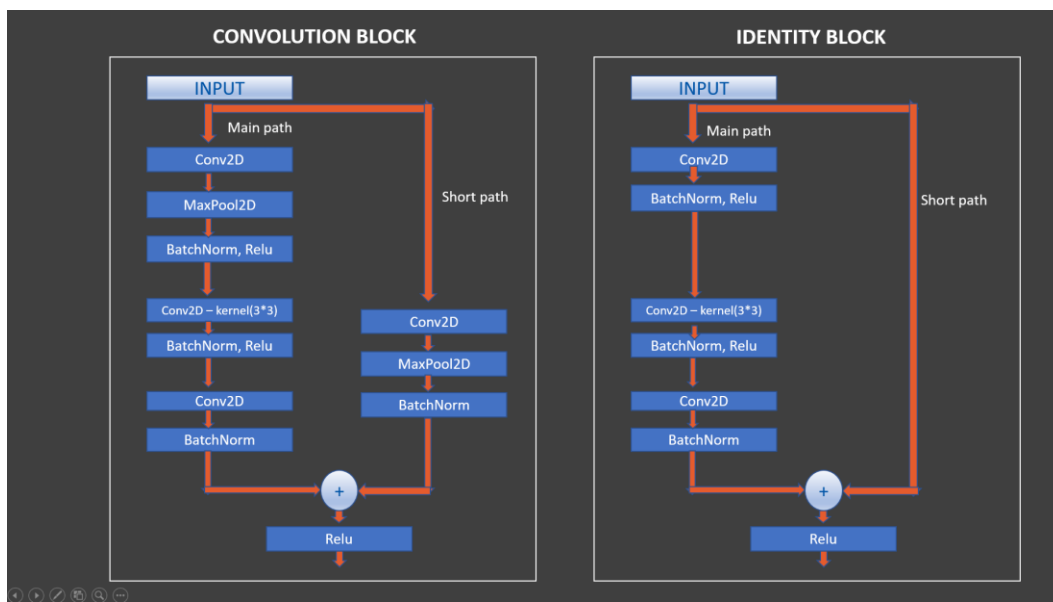 CONVOLUTION BLOCK
INPUT
Main path
Conv2D
MaxPool2D
BatchNorm, Relu
Conv2D – kernel(3*3)
BatchNorm, Relu
Conv2D
BatchNorm
Short path
Conv2D
MaxPool2D
BatchNorm
+
Relu
IDENTITY BLOCK
INPUT
Main path
Conv2D
BatchNorm, Relu
Conv2D – kernel(3*3)
BatchNorm, Relu
Conv2D
BatchNorm
Short path
+
Relu